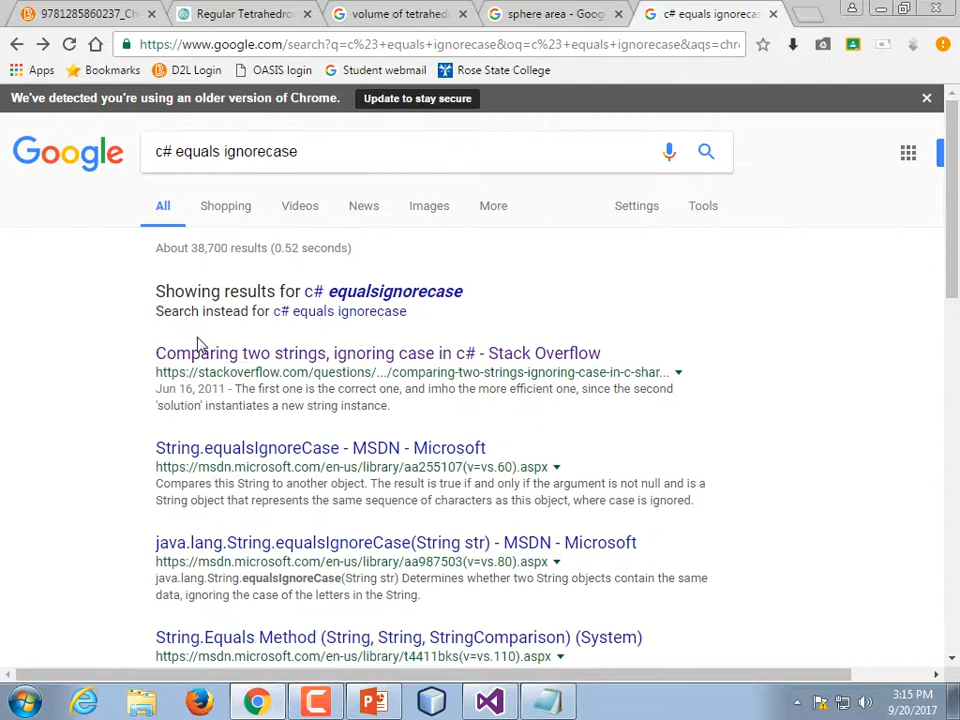 9781285860237_Ch
Regular Tetrahedro
volume of tetrahed
sphere area - Goog
c# equals ignorecas
https://www.google.com/search?q=c%23+equals+ignorecase&oq=c%23+equals+ignorecase&aqs=chr
Apps
Bookmarks
D2L Login
OASIS login
Student webmail
Rose State College
We've detected you're using an older version of Chrome.
Update to stay secure
Google
c# equals ignorecase
All
Shopping
Videos
News
Images
More
Settings
Tools
About 38,700 results (0.52 seconds)
Showing results for c# equalsignorecase
Search instead for c# equals ignorecase
Comparing two strings, ignoring case in c# - Stack Overflow
https://stackoverflow.com/questions/.../comparing-two-strings-ignoring-case-in-c-shar...
Jun 16, 2011 - The first one is the correct one, and imho the more efficient one, since the second
'solution' instantiates a new string instance.
String.equalsIgnoreCase - MSDN - Microsoft
https://msdn.microsoft.com/en-us/library/aa255107(v=vs.60).aspx
Compares this String to another object. The result is true if and only if the argument is not null and is a
String object that represents the same sequence of characters as this object, where case is ignored.
java.lang.String.equalsIgnoreCase(String str) - MSDN - Microsoft
https://msdn.microsoft.com/en-us/library/aa987503(v=vs.80).aspx
java.lang.String.equalsIgnoreCase(String str) Determines whether two String objects contain the same
data, ignoring the case of the letters in the String.
String.Equals Method (String, String, StringComparison) (System)
https://msdn.microsoft.com/en-us/library/t4411bks(v=vs.110).aspx
3:15 PM
9/20/2017